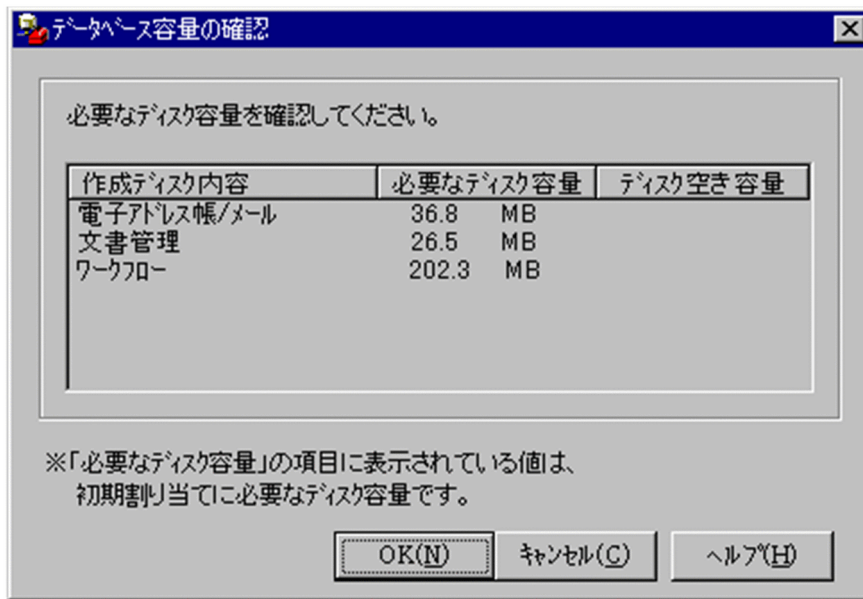 ﾃﾞｰﾀﾍﾞｰｽ容量の確認
必要なﾃﾞｨｽｸ容量を確認してください。
作成ﾃﾞｨｽｸ内容 必要なﾃﾞｨｽｸ容量 ﾃﾞｨｽｸ空き容量
電子ｱﾄﾞﾚｽ帳/ﾒｰﾙ 36.8 MB
文書管理 26.5 MB
ﾜｰｸﾌﾛｰ 202.3 MB
※｢必要なﾃﾞｨｽｸ容量｣の項目に表示されている値は、
初期割り当てに必要なﾃﾞｨｽｸ容量です。
OK(N) ｷｬﾝｾﾙ(C) ﾍﾙﾌﾟ(H)